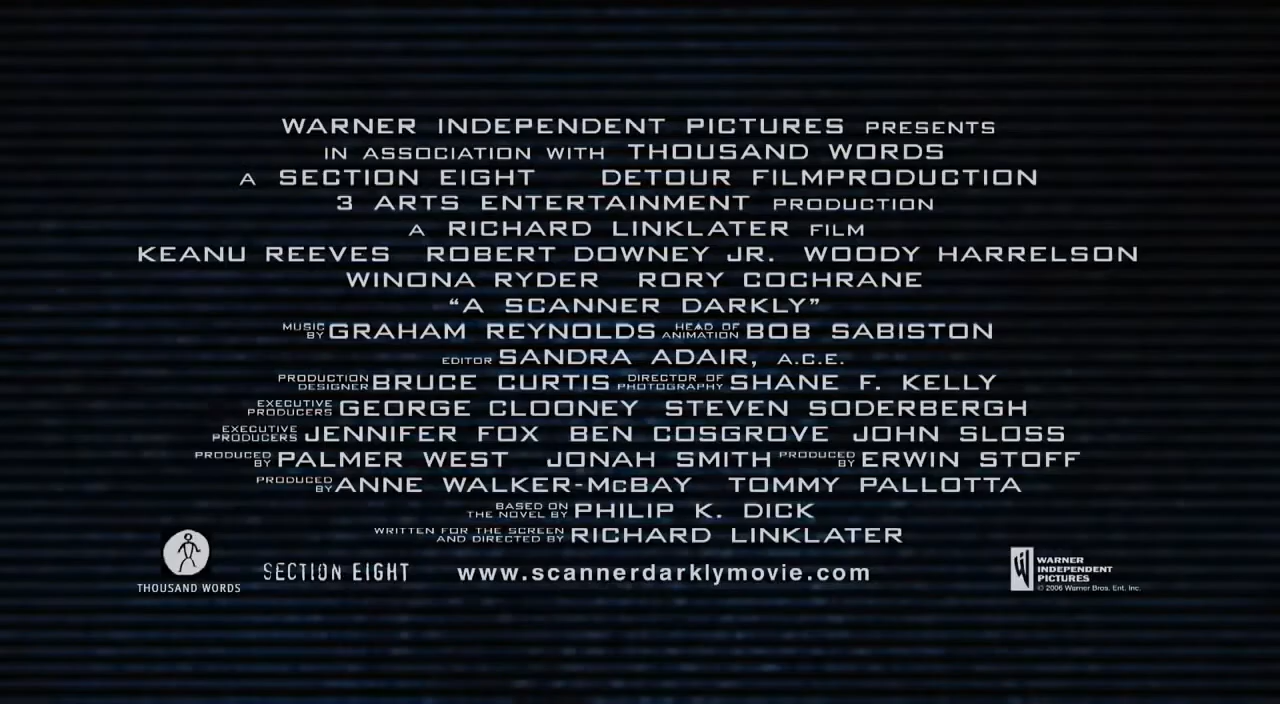 WARNER INDEPENDENT PICTURES PRESENTS
IN ASSOCIATION WITH THOUSAND WORDS
A SECTION EIGHT DETOUR FILMPRODUCTION
3 ARTS ENTERTAINMENT PRODUCTION
A RICHARD LINKLATER FILM
KEANU REEVES ROBERT DOWNEY JR. WOODY HARRELSON
WINONA RYDER RORY COCHRANE
“A SCANNER DARKLY”
MUSIC BY GRAHAM REYNOLDS HEAD OF ANIMATION BOB SABISTON
EDITOR SANDRA ADAIR, A.C.E.
PRODUCTION DESIGNER BRUCE CURTIS DIRECTOR OF PHOTOGRAPHY SHANE F. KELLY
EXECUTIVE PRODUCERS GEORGE CLOONEY STEVEN SODERBERGH
EXECUTIVE PRODUCERS JENNIFER FOX BEN COSGROVE JOHN SLOSS
PRODUCED BY PALMER WEST JONAH SMITH PRODUCED BY ERWIN STOFF
PRODUCED BY ANNE WALKER-McBAY TOMMY PALLOTTA
BASED ON THE NOVEL BY PHILIP K. DICK
WRITTEN FOR THE SCREEN AND DIRECTED BY RICHARD LINKLATER
THOUSAND WORDS
SECTION EIGHT
www.scannerdarklymovie.com
WARNER
INDEPENDENT
PICTURES
© 2006 Warner Bros. Ent. Inc.